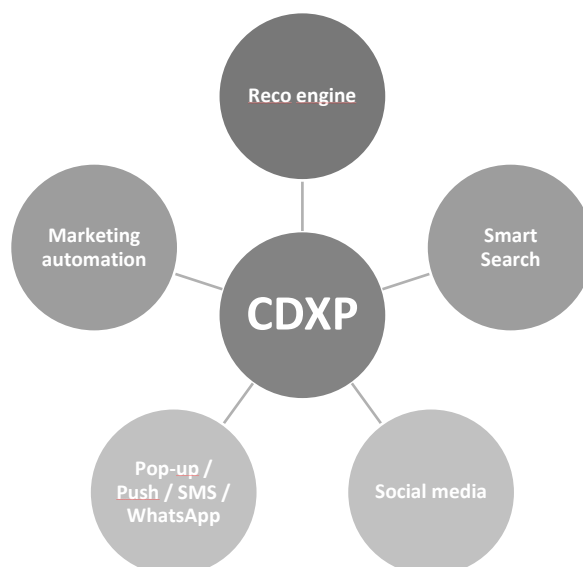 Reco engine
Marketing
automation
Smart
Search
CDXP
Pop-up /
Push / SMS /
WhatsApp
Social media